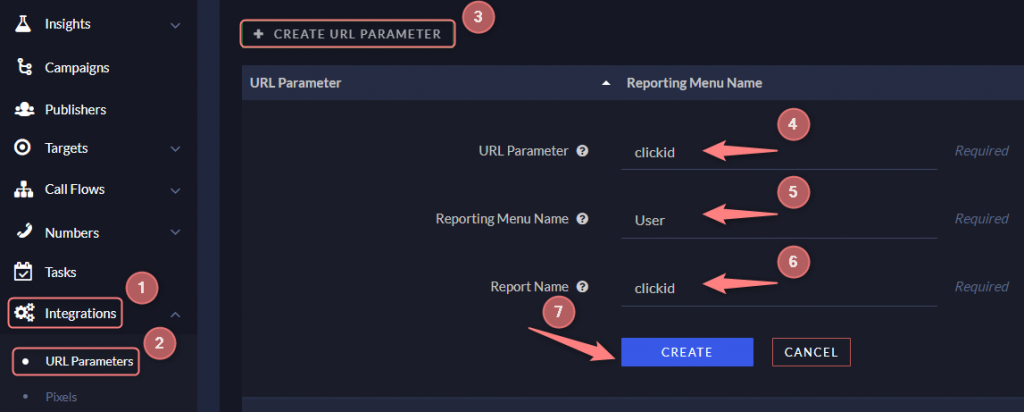 Insights
Campaigns
Publishers
Targets
Call Flows
Numbers
Tasks
1
Integrations
2
URL Parameters
Pixels
3
+ CREATE URL PARAMETER
URL Parameter Reporting Menu Name
4
URL Parameter ? clickid Required
5
Reporting Menu Name ? User Required
6
Report Name ? clickid Required
7
CREATE CANCEL